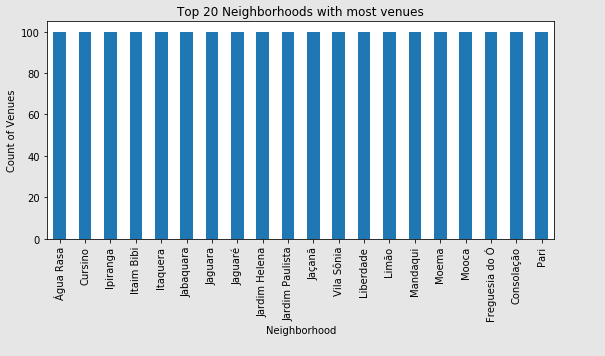 Top 20 Neighborhoods with most venues
Count of Venues
100
80
60
40
20
0
Água Rasa
Cursino
Ipiranga
Itaim Bibi
Itaquera
Jabaquara
Jaguara
Jaguaré
Jardim Helena
Jardim Paulista
Jaçanã
Vila Sônia
Liberdade
Limão
Mandaqui
Moema
Mooca
Freguesia do Ó
Consolação
Pari
Neighborhood